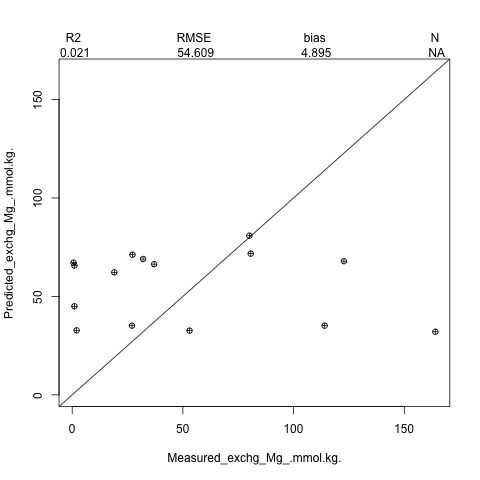 R2 RMSE bias N
0.021 54.609 4.895 NA
150
100
50
0
Predicted_exchg_Mg_.mmol.kg.
0 50 100 150
Measured_exchg_Mg_.mmol.kg.